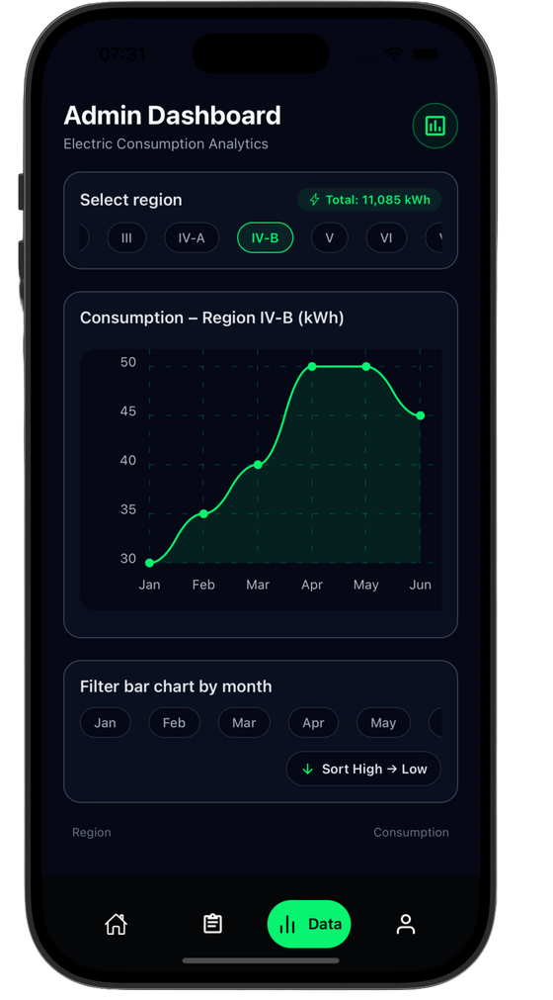 07:31
Admin Dashboard
Electric Consumption Analytics
Select region
Total: 11,085 kWh
III IV-A IV-B V VI
Consumption – Region IV-B (kWh)
50
45
40
35
30
Jan Feb Mar Apr May Jun
Filter bar chart by month
Jan Feb Mar Apr May
Sort High → Low
Region Consumption
Data